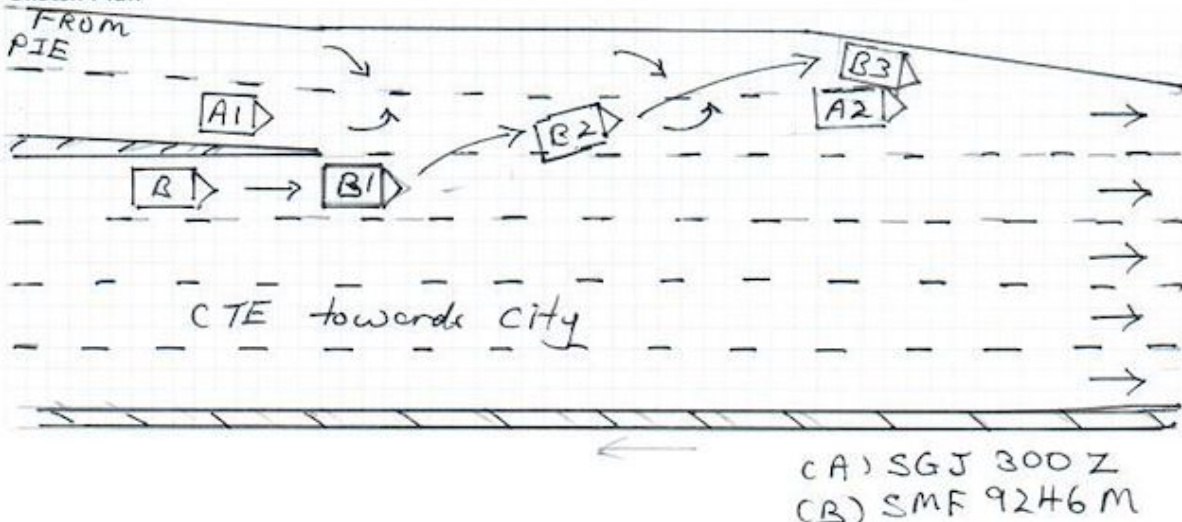 FROM
PIE
A1
B
B1
B2
B3
A2
CTE towards City
(A) SGJ 300 Z
(B) SMF 9246 M